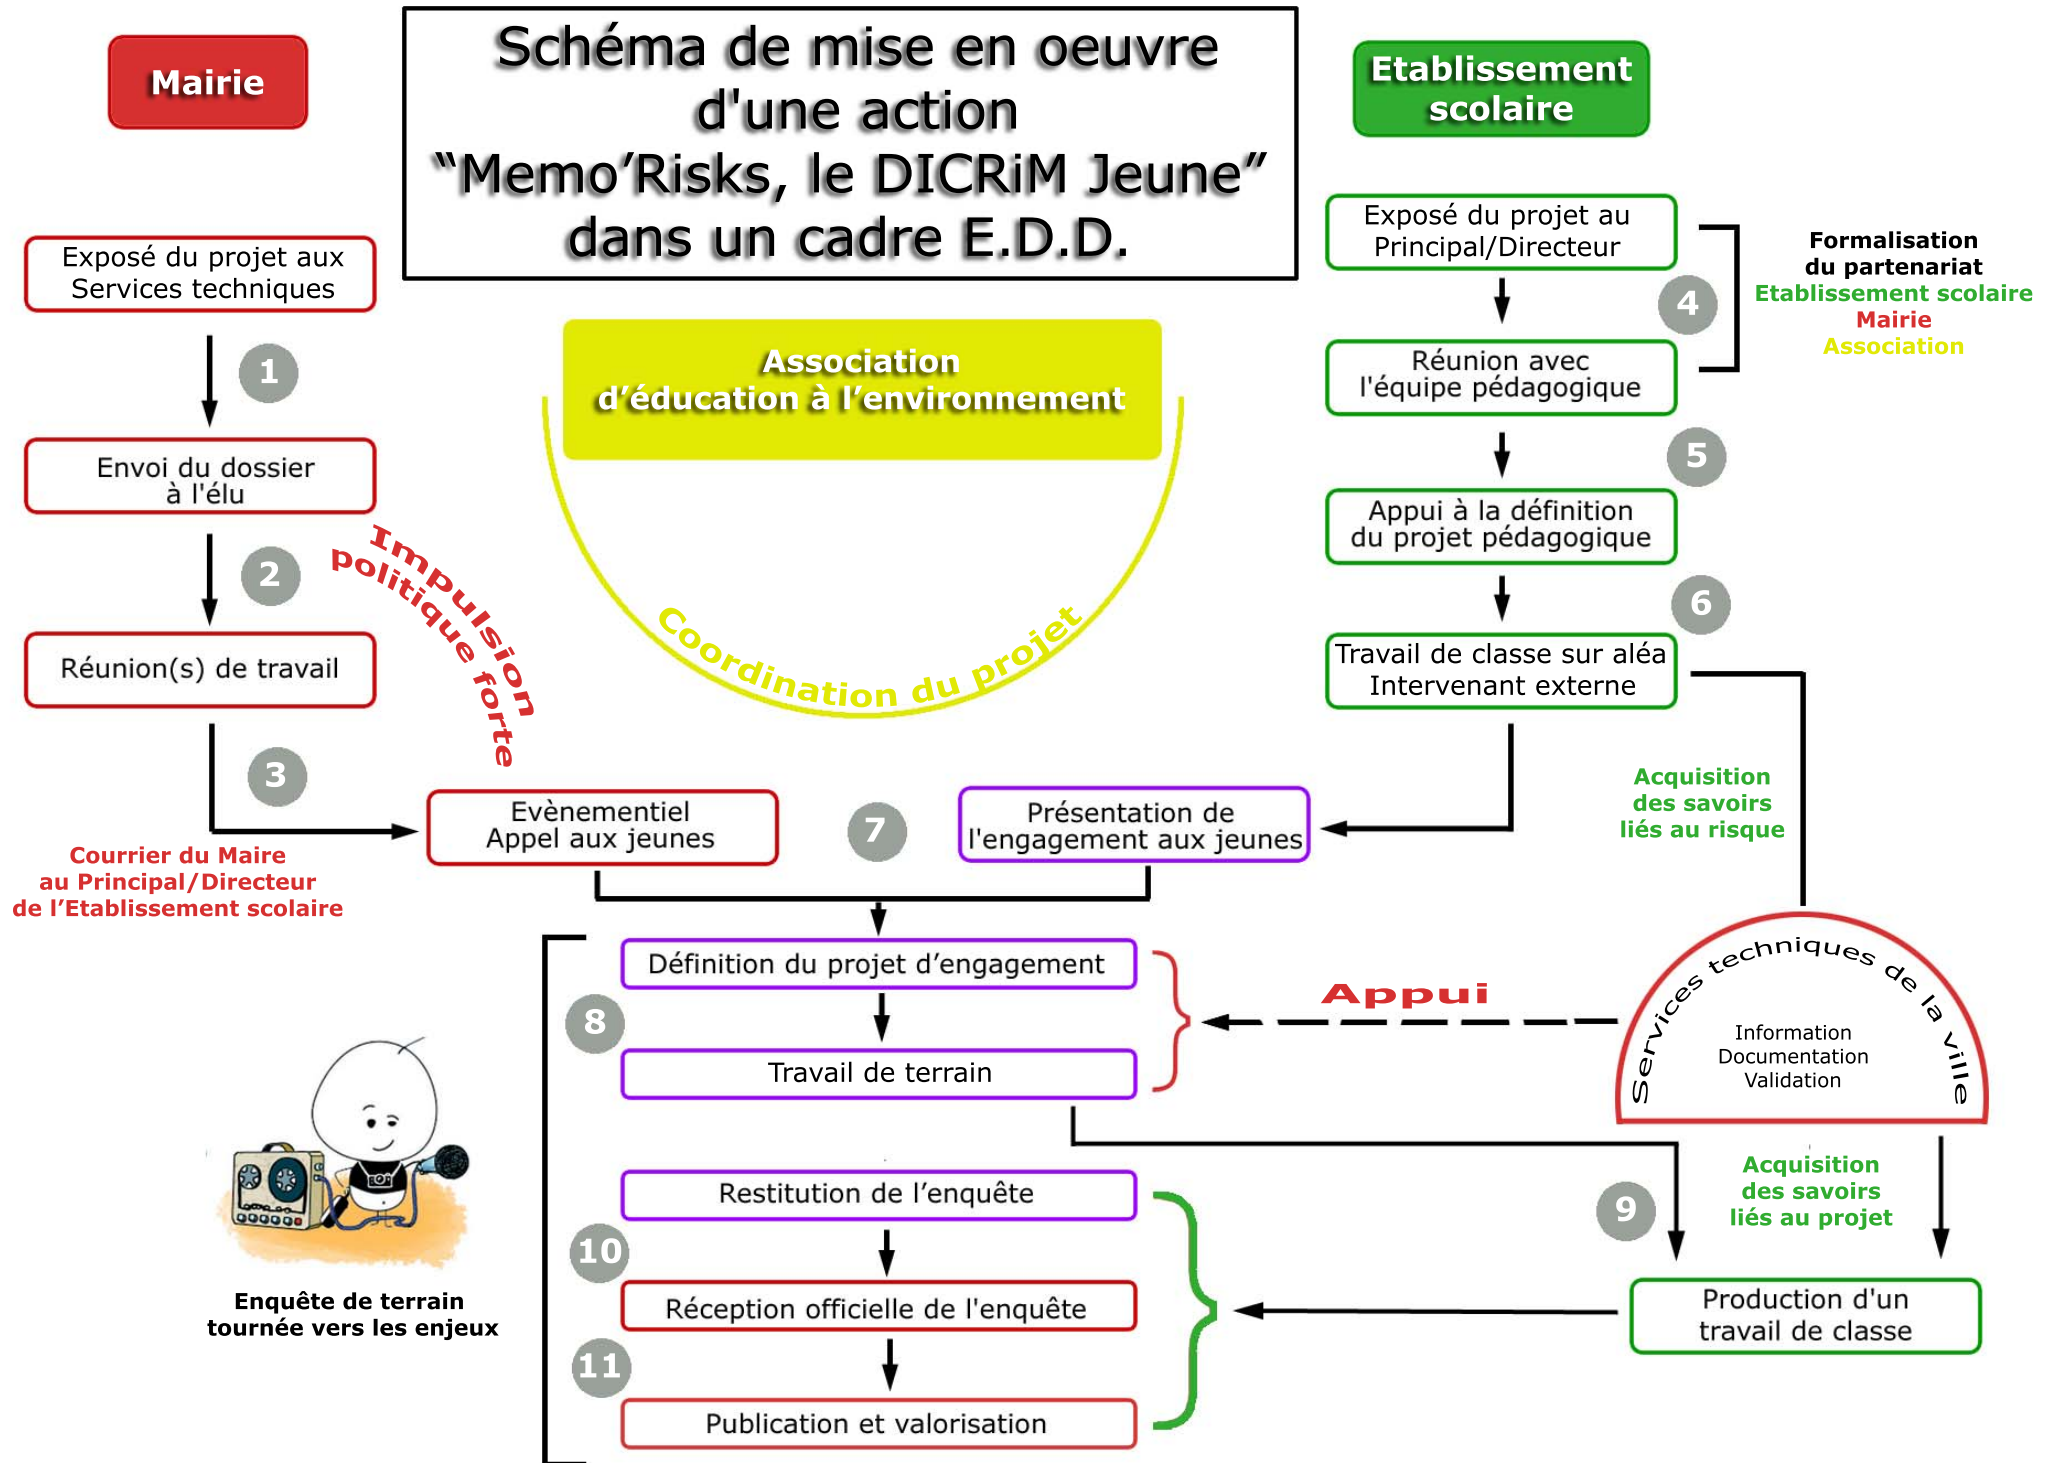 Mairie
Schéma de mise en oeuvre
d'une action
“Memo’Risks, le DICRiM Jeune”
dans un cadre E.D.D.
Etablissement
scolaire
Exposé du projet aux
Services techniques
1
Envoi du dossier
à l'élu
2
Réunion(s) de travail
3
Courrier du Maire
au Principal/Directeur
de l’Etablissement scolaire
Impulsion
politique forte
Association
d’éducation à l’environnement
Coordination du projet
Exposé du projet au
Principal/Directeur
4
Formalisation
du partenariat
Etablissement scolaire
Mairie
Association
Réunion avec
l'équipe pédagogique
5
Appui à la définition
du projet pédagogique
6
Travail de classe sur aléa
Intervenant externe
Acquisition
des savoirs
liés au risque
Evènementiel
Appel aux jeunes
7
Présentation de
l'engagement aux jeunes
Définition du projet d’engagement
8
Travail de terrain
Appui
Services techniques de la ville
Information
Documentation
Validation
Acquisition
des savoirs
liés au projet
9
Production d'un
travail de classe
Restitution de l’enquête
10
Réception officielle de l'enquête
11
Publication et valorisation
Enquête de terrain
tournée vers les enjeux